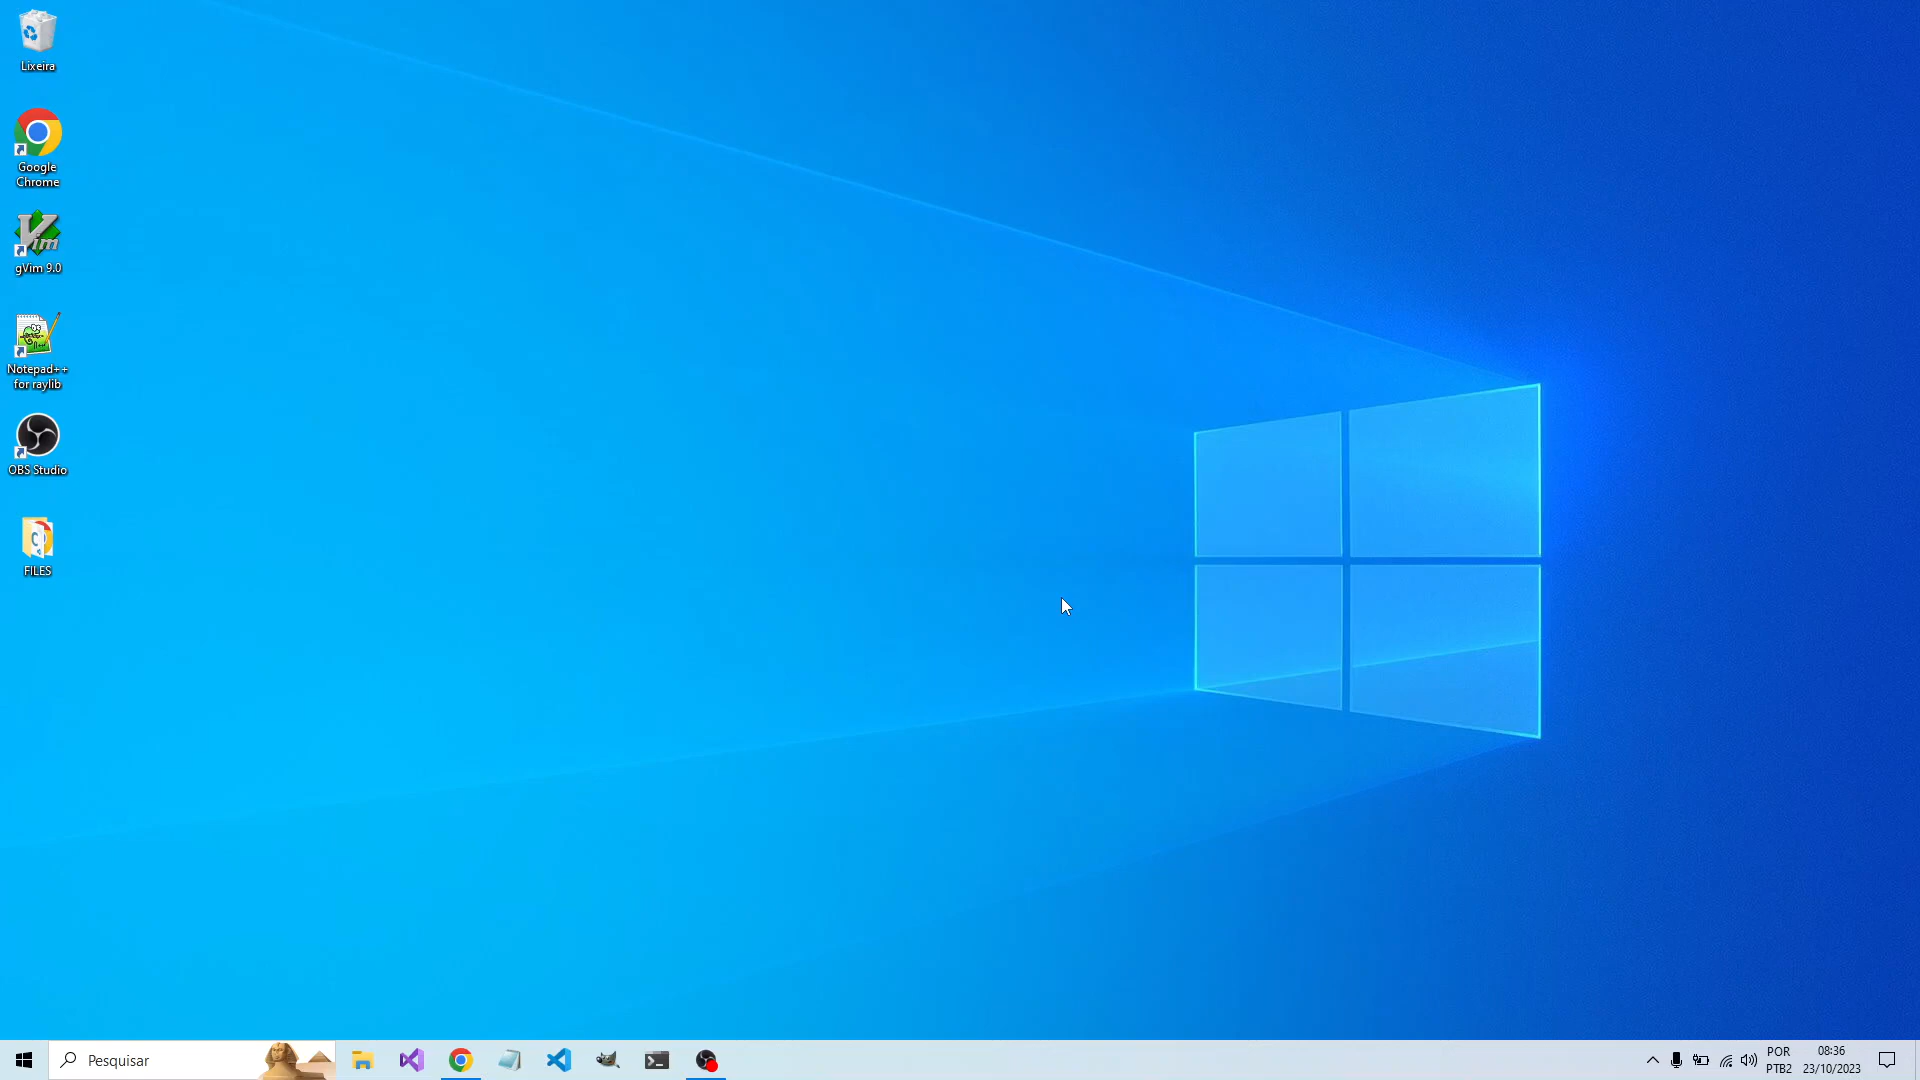 Lixeira
Google
Chrome
Vim
gVim 9.0
Notepad++
for raylib
OBS Studio
FILES
Pesquisar
POR
PTB2
08:36
23/10/2023